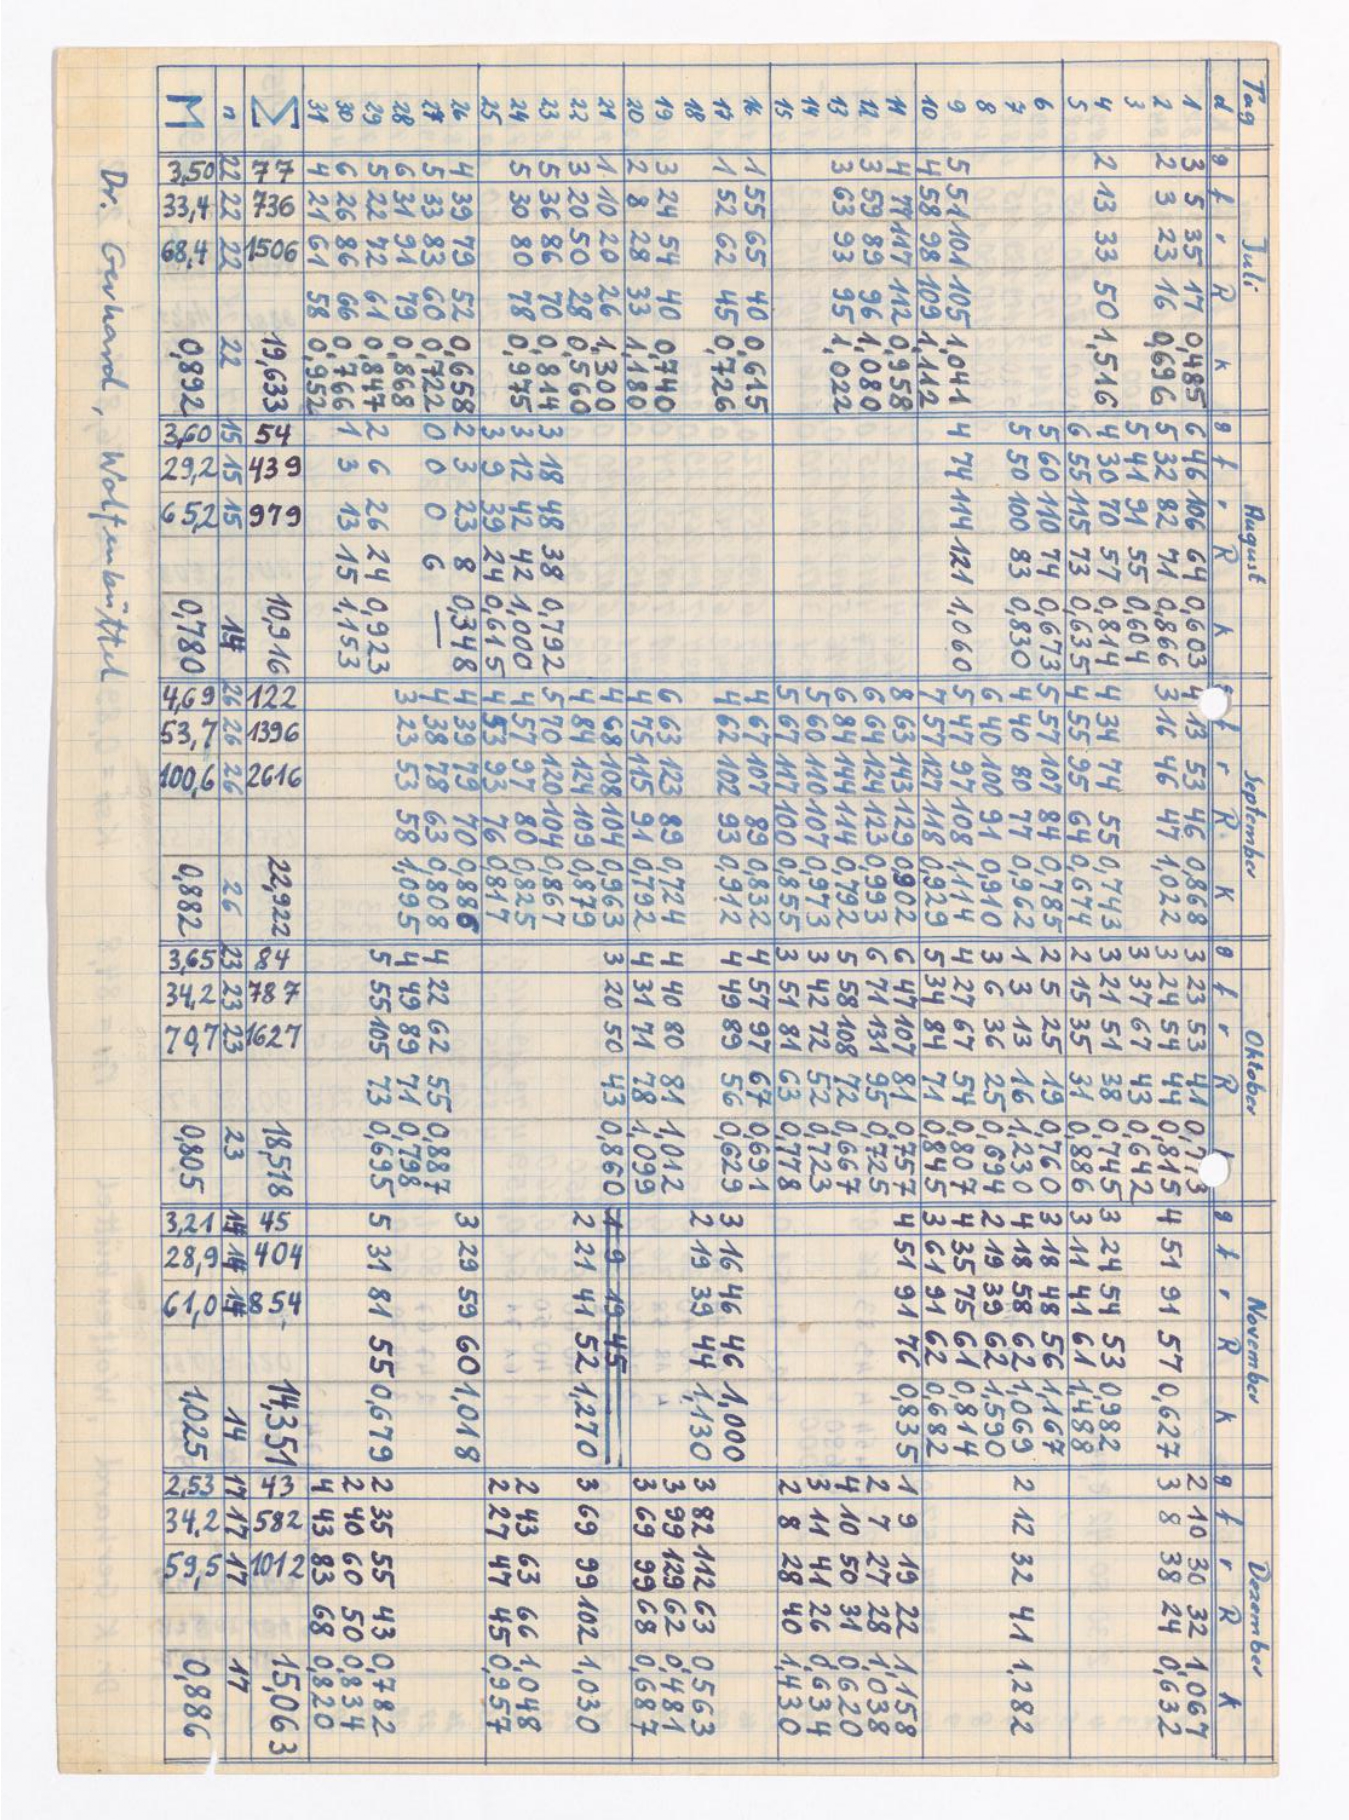 Tag Juli August September Oktober November Dezember
d g f r R k g f r R k g f r R k g f r R k g f r R k g f r R k
1 3 5 35 17 0,485 6 46 106 64 0,603 4 13 53 46 0,868 3 23 53 41 0,773 2 10 30 32 1,067
2 2 3 23 16 0,696 5 32 82 71 0,866 3 16 46 47 1,022 3 24 54 44 0,815 4 51 91 57 0,627 3 8 38 24 0,632
3 5 41 91 55 0,604 3 37 67 43 0,642
4 2 13 33 50 1,516 4 30 70 57 0,814 4 34 74 55 0,743 3 21 51 38 0,745 3 24 54 53 0,982
5 6 55 115 73 0,635 4 55 95 64 0,674 2 15 35 31 0,886 3 11 41 61 1,488
6 5 60 110 74 0,673 5 57 107 84 0,785 2 5 25 19 0,760 3 18 48 56 1,167
7 5 50 100 83 0,830 4 40 80 77 0,962 1 3 13 16 1,230 4 18 58 62 1,069 2 12 32 41 1,282
8 6 40 100 91 0,910 3 6 36 25 0,694 2 19 39 62 1,590
9 5 51 101 105 1,041 4 74 114 121 1,060 5 47 97 108 1,114 4 27 67 54 0,807 4 35 75 61 0,814
10 4 58 98 109 1,112 7 57 127 118 0,929 5 34 84 71 0,845 3 61 91 62 0,682
11 4 77 117 112 0,958 8 63 143 129 0,902 6 47 107 81 0,757 4 51 91 76 0,835 1 9 19 22 1,158
12 3 59 89 96 1,080 6 64 124 123 0,993 6 71 131 95 0,725 2 7 27 28 1,038
13 3 63 93 95 1,022 6 84 144 114 0,792 5 58 108 72 0,667 4 10 50 31 0,620
14 5 60 110 107 0,973 3 42 72 52 0,723 3 11 41 26 0,634
15 5 67 117 100 0,855 3 51 81 63 0,778 2 8 28 40 1,430
16 1 55 65 40 0,615 4 67 107 89 0,832 4 57 97 67 0,691
17 1 52 62 45 0,726 4 62 102 93 0,912 4 49 89 56 0,629 3 16 46 46 1,000
18 2 19 39 44 1,130 3 82 112 63 0,563
19 3 24 54 40 0,740 6 63 123 89 0,724 4 40 80 81 1,012 3 99 129 62 0,481
20 2 8 28 33 1,180 4 75 115 91 0,792 4 31 71 78 1,099 3 69 99 68 0,687
21 1 10 20 26 1,300 4 68 108 104 0,963 3 20 50 43 0,860 1 9 19 45
22 3 20 50 28 0,560 4 84 124 109 0,879 2 21 41 52 1,270 3 69 99 102 1,030
23 5 36 86 70 0,814 3 18 48 38 0,792 5 70 120 104 0,867
24 5 30 80 78 0,975 3 12 42 42 1,000 4 57 97 80 0,825 2 43 63 66 1,048
25 3 9 39 24 0,615 4 53 93 76 0,817 2 27 47 45 0,957
26 4 39 79 52 0,658 2 3 23 8 0,348 4 39 79 70 0,886 3 29 59 60 1,018
27 5 33 83 60 0,722 0 0 0 6 — 4 38 78 63 0,808 4 22 62 55 0,887
28 6 31 91 79 0,868 3 23 53 58 1,095 4 49 89 71 0,798
29 5 22 72 61 0,847 2 6 26 24 0,923 5 55 105 73 0,695 5 31 81 55 0,679 2 35 55 43 0,782
30 6 26 86 66 0,766 1 3 13 15 1,153 2 40 60 50 0,834
31 4 21 61 58 0,952 4 43 83 68 0,820
Σ 77 736 1506 19,633 54 439 979 10,916 122 1396 2616 22,922 84 787 1627 18,518 45 404 854 14,351 43 582 1012 15,063
n 22 22 22 22 15 15 15 14 26 26 26 26 23 23 23 23 14 14 14 14 17 17 17 17
M 3,50 33,4 68,4 0,892 3,60 29,2 65,2 0,780 4,69 53,7 100,6 0,882 3,65 34,2 70,7 0,805 3,21 28,9 61,0 1,025 2,53 34,2 59,5 0,886
Dr. Gerhard, Wolfenbüttel